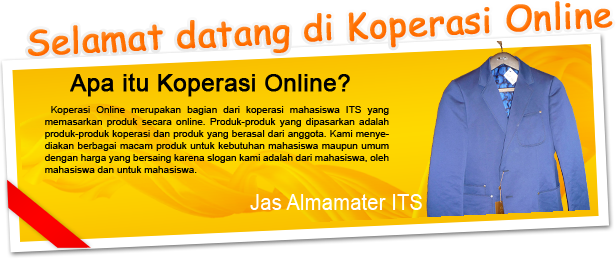 Selamat datang di Koperasi Online
Apa itu Koperasi Online?
Koperasi Online merupakan bagian dari koperasi mahasiswa ITS yang
memasarkan produk secara online. Produk-produk yang dipasarkan adalah
produk-produk koperasi dan produk yang berasal dari anggota. Kami menye-
diakan berbagai macam produk untuk kebutuhan mahasiswa maupun umum
dengan harga yang bersaing karena slogan kami adalah dari mahasiswa, oleh
mahasiswa dan untuk mahasiswa.
Jas Almamater ITS